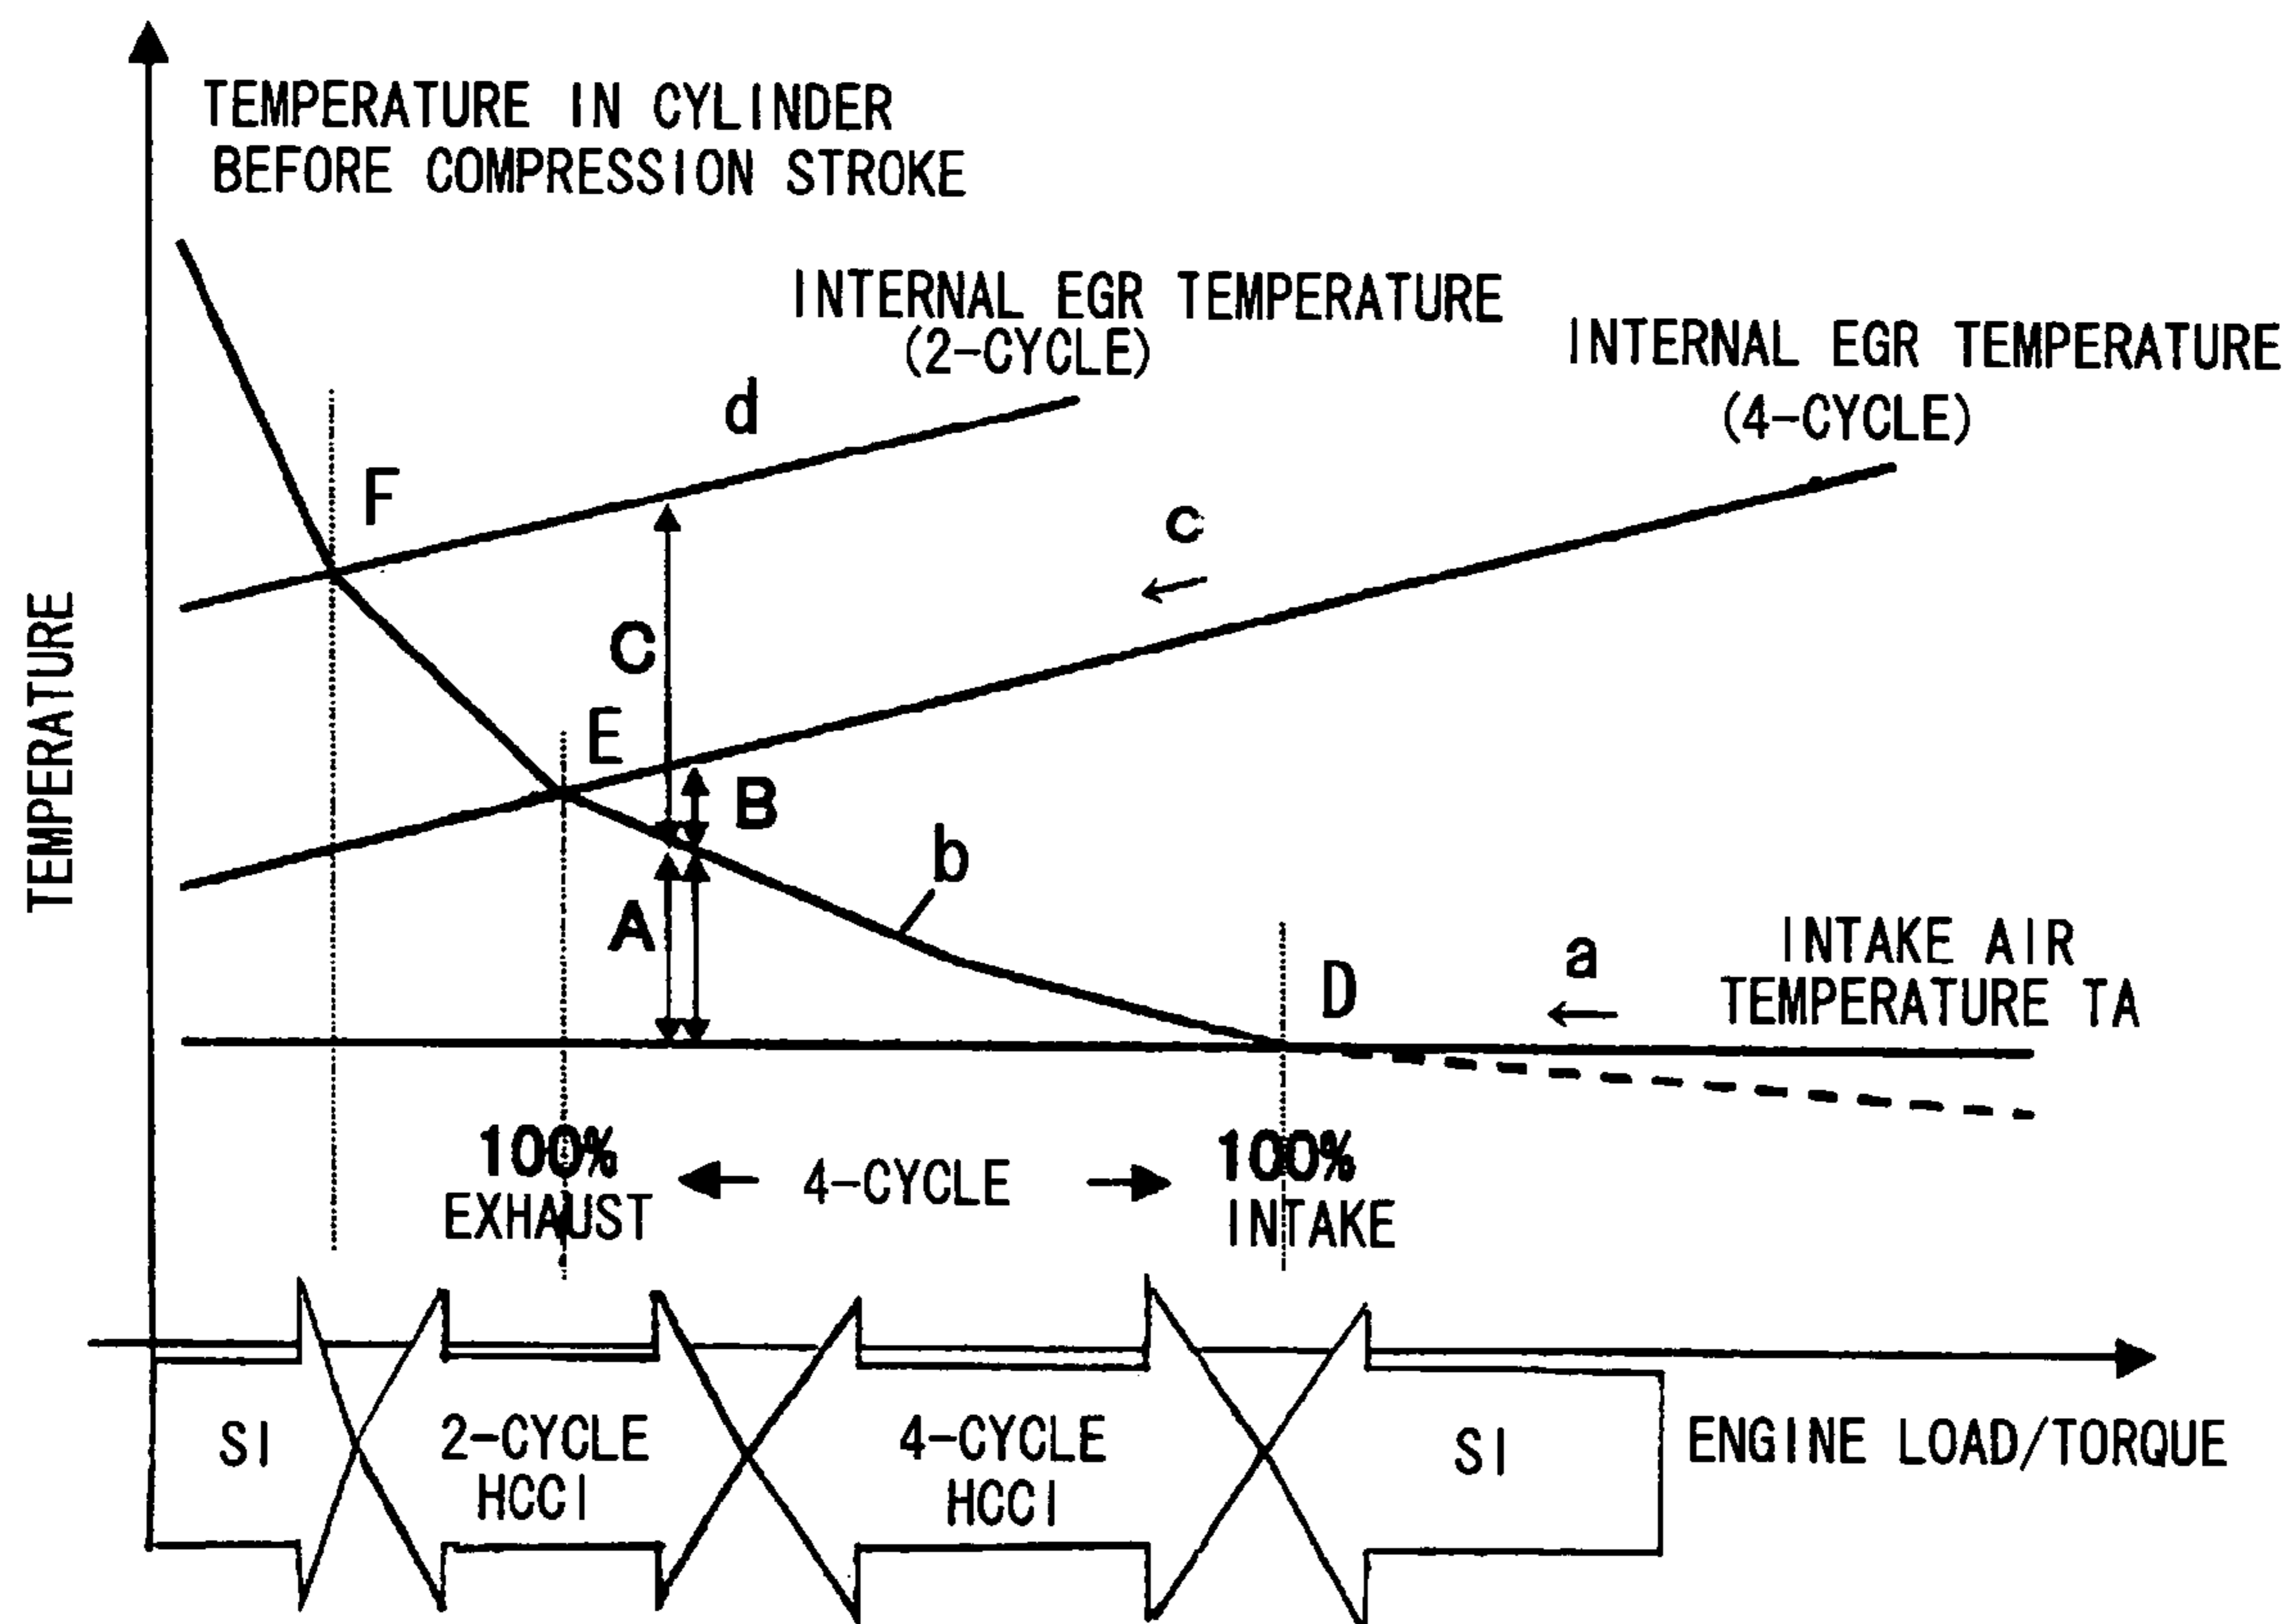 TEMPERATURE IN CYLINDER
BEFORE COMPRESSION STROKE
INTERNAL EGR TEMPERATURE
(2-CYCLE)
INTERNAL EGR TEMPERATURE
(4-CYCLE)
d
F
c
C
E
B
b
A
TEMPERATURE
D
a
INTAKE AIR
TEMPERATURE TA
100%
EXHAUST
4-CYCLE
100%
INTAKE
SI
2-CYCLE
HCCI
4-CYCLE
HCCI
SI
ENGINE LOAD/TORQUE